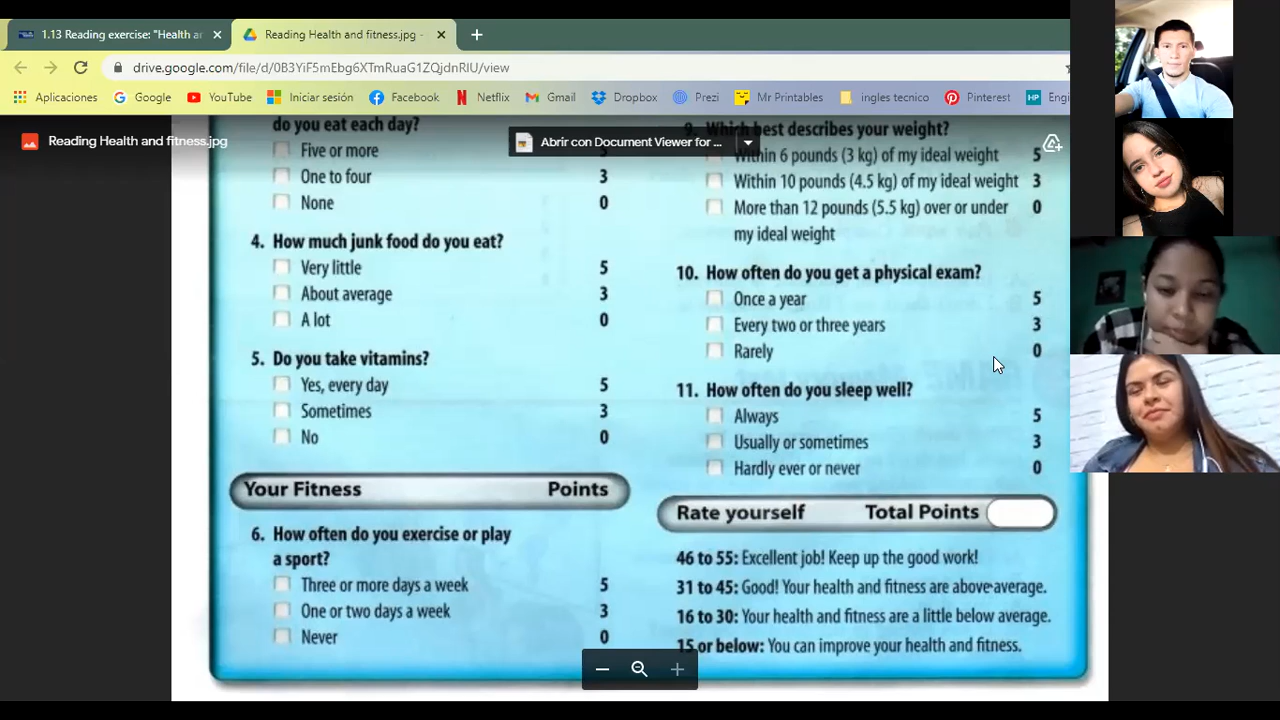 1.13 Reading exercise: "Health ar
Reading Health and fitness.jpg -
drive.google.com/file/d/0B3YiF5mEbg6XTmRuaG1ZQjdnRUU/view
Aplicaciones Google YouTube Iniciar sesión Facebook Netflix Gmail Dropbox Prezi Mr Printables ingles tecnico Pinterest HP Engl
Reading Health and fitness.jpg
Abrir con Document Viewer for ...
do you eat each day?
Five or more
One to four 3
None 0
4. How much junk food do you eat?
Very little 5
About average 3
A lot 0
5. Do you take vitamins?
Yes, every day 5
Sometimes 3
No 0
Your Fitness Points
6. How often do you exercise or play
a sport?
Three or more days a week 5
One or two days a week 3
Never 0
9. Which best describes your weight?
Within 6 pounds (3 kg) of my ideal weight 5
Within 10 pounds (4.5 kg) of my ideal weight 3
More than 12 pounds (5.5 kg) over or under 0
my ideal weight
10. How often do you get a physical exam?
Once a year 5
Every two or three years 3
Rarely 0
11. How often do you sleep well?
Always 5
Usually or sometimes 3
Hardly ever or never 0
Rate yourself Total Points
46 to 55: Excellent job! Keep up the good work!
31 to 45: Good! Your health and fitness are above average.
16 to 30: Your health and fitness are a little below average.
15 or below: You can improve your health and fitness.